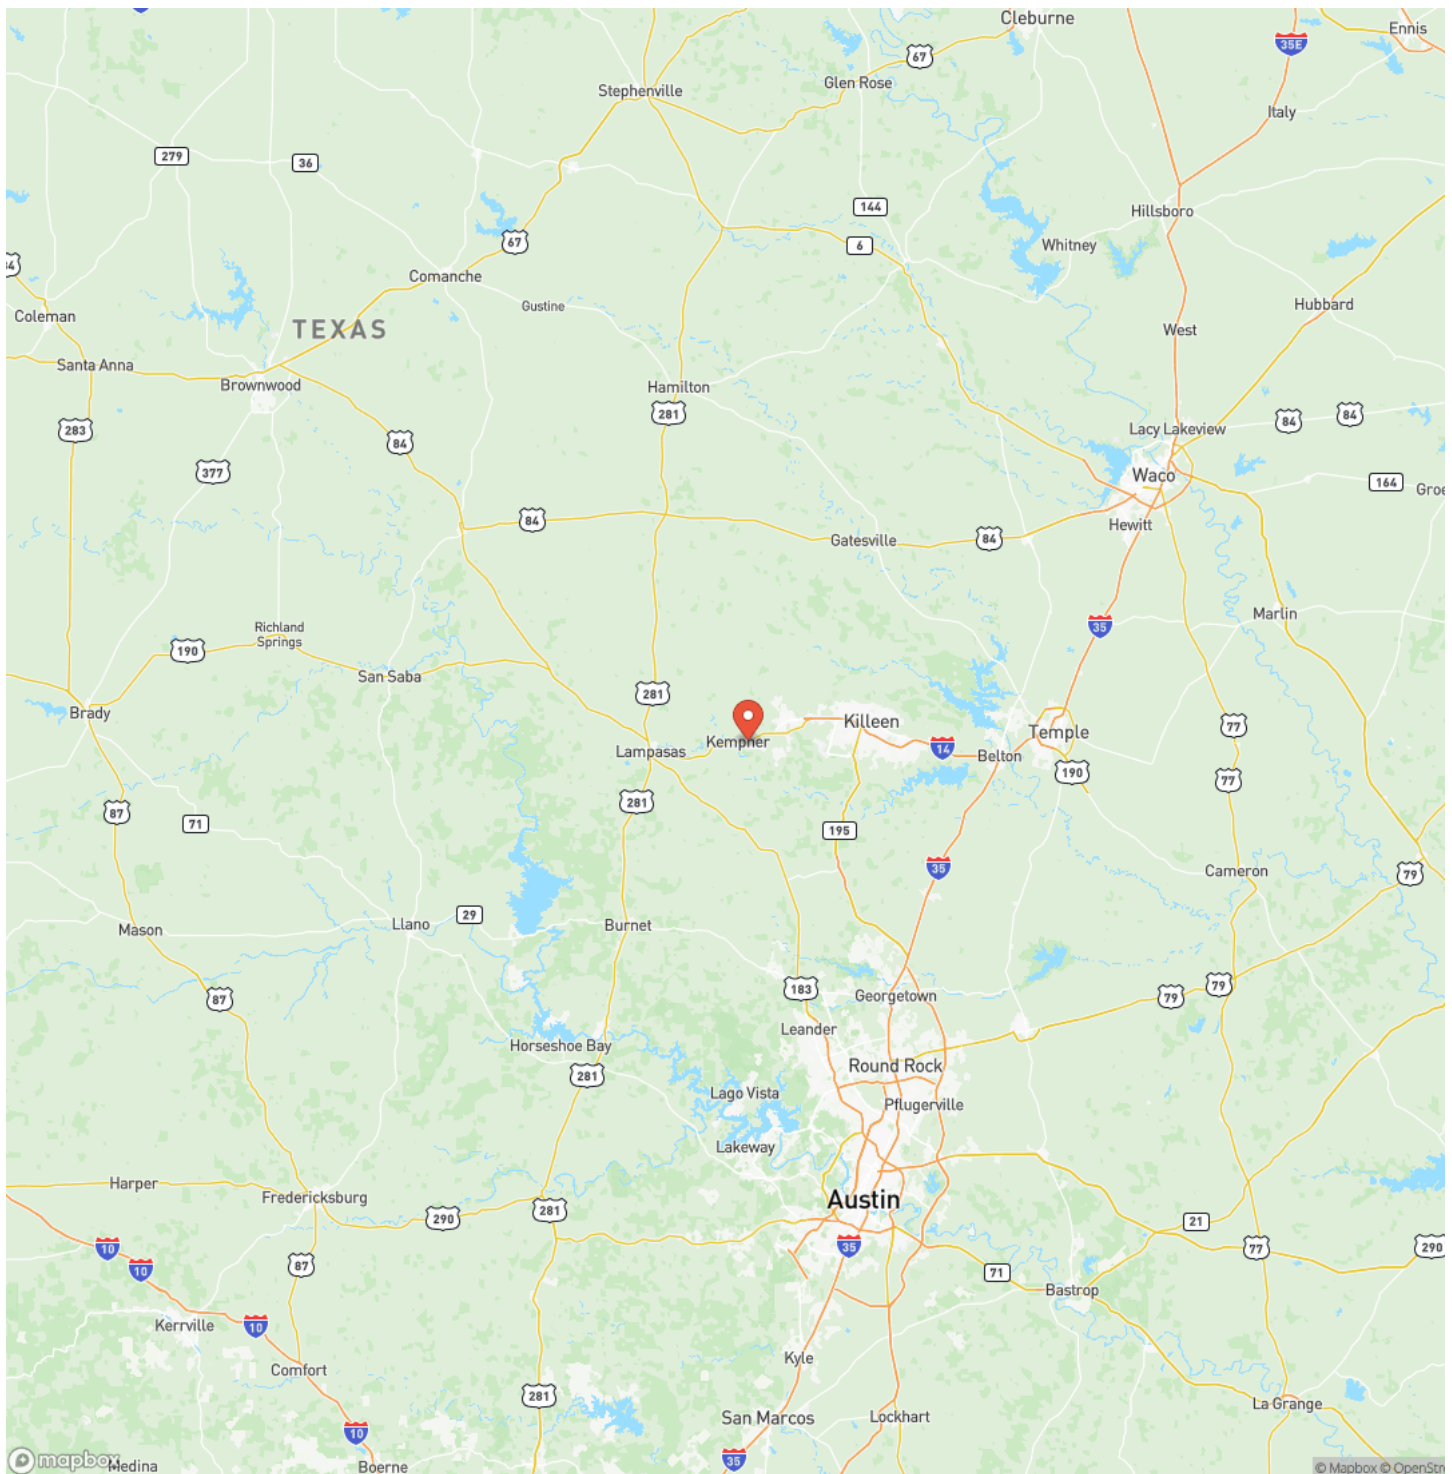 Cleburne
Ennis
35E
67
Glen Rose
Stephenville
Italy
279
36
144
Hillsboro
6
Whitney
67
Comanche
Gustine
Hubbard
Coleman
TEXAS
West
Santa Anna
Brownwood
Hamilton
281
84
84
283
84
Lacy Lakeview
377
Waco
164
84
Hewitt
84
Gatesville
Marlin
35
Richland
Springs
190
San Saba
281
Brady
Killeen
77
Kempner
Temple
Lampasas
14
Belton
190
77
281
87
71
195
35
Cameron
79
29
Llano
Burnet
Mason
183
79
79
87
Georgetown
Leander
Horseshoe Bay
Round Rock
281
Lago Vista
Pflugerville
Lakeway
Harper
Fredericksburg
Austin
281
290
21
10
35
77
290
87
10
71
Bastrop
Kerrville
10
Kyle
Comfort
281
La Grange
San Marcos
Lockhart
10
35
mapbox
Medina
Boerne
© Mapbox © OpenStr